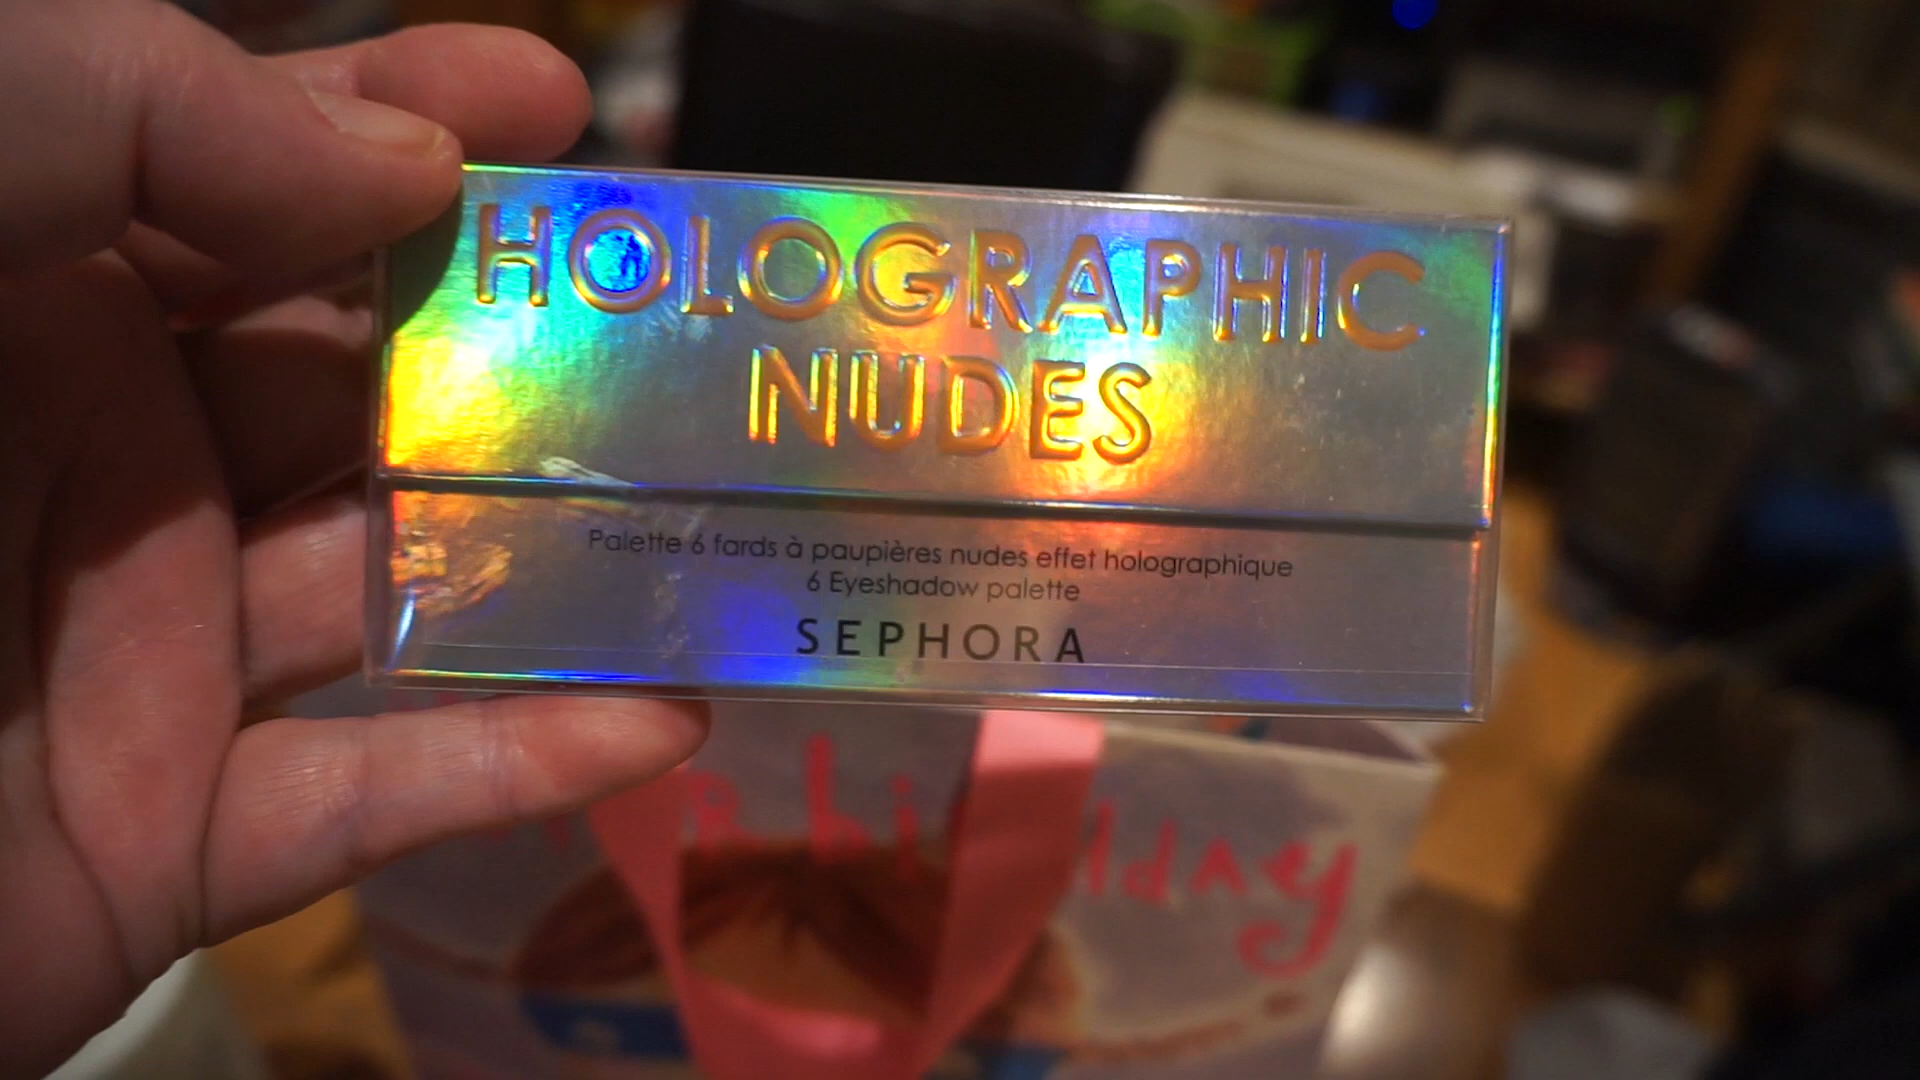 HOLOGRAPHIC
NUDES
Palette 6 fards à paupières nudes effet holographique
6 Eyeshadow palette
SEPHORA